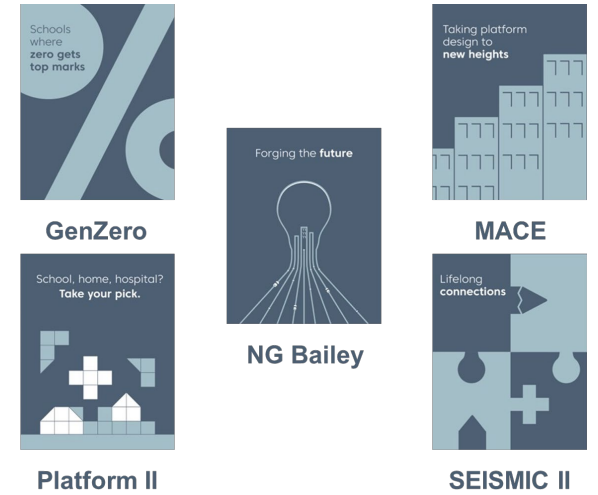 Schools
where
zero gets
top marks
GenZero
Taking platform
design to
new heights
MACE
Forging the future
NG Bailey
School, home, hospital?
Take your pick.
Platform II
Lifelong
connections
SEISMIC II